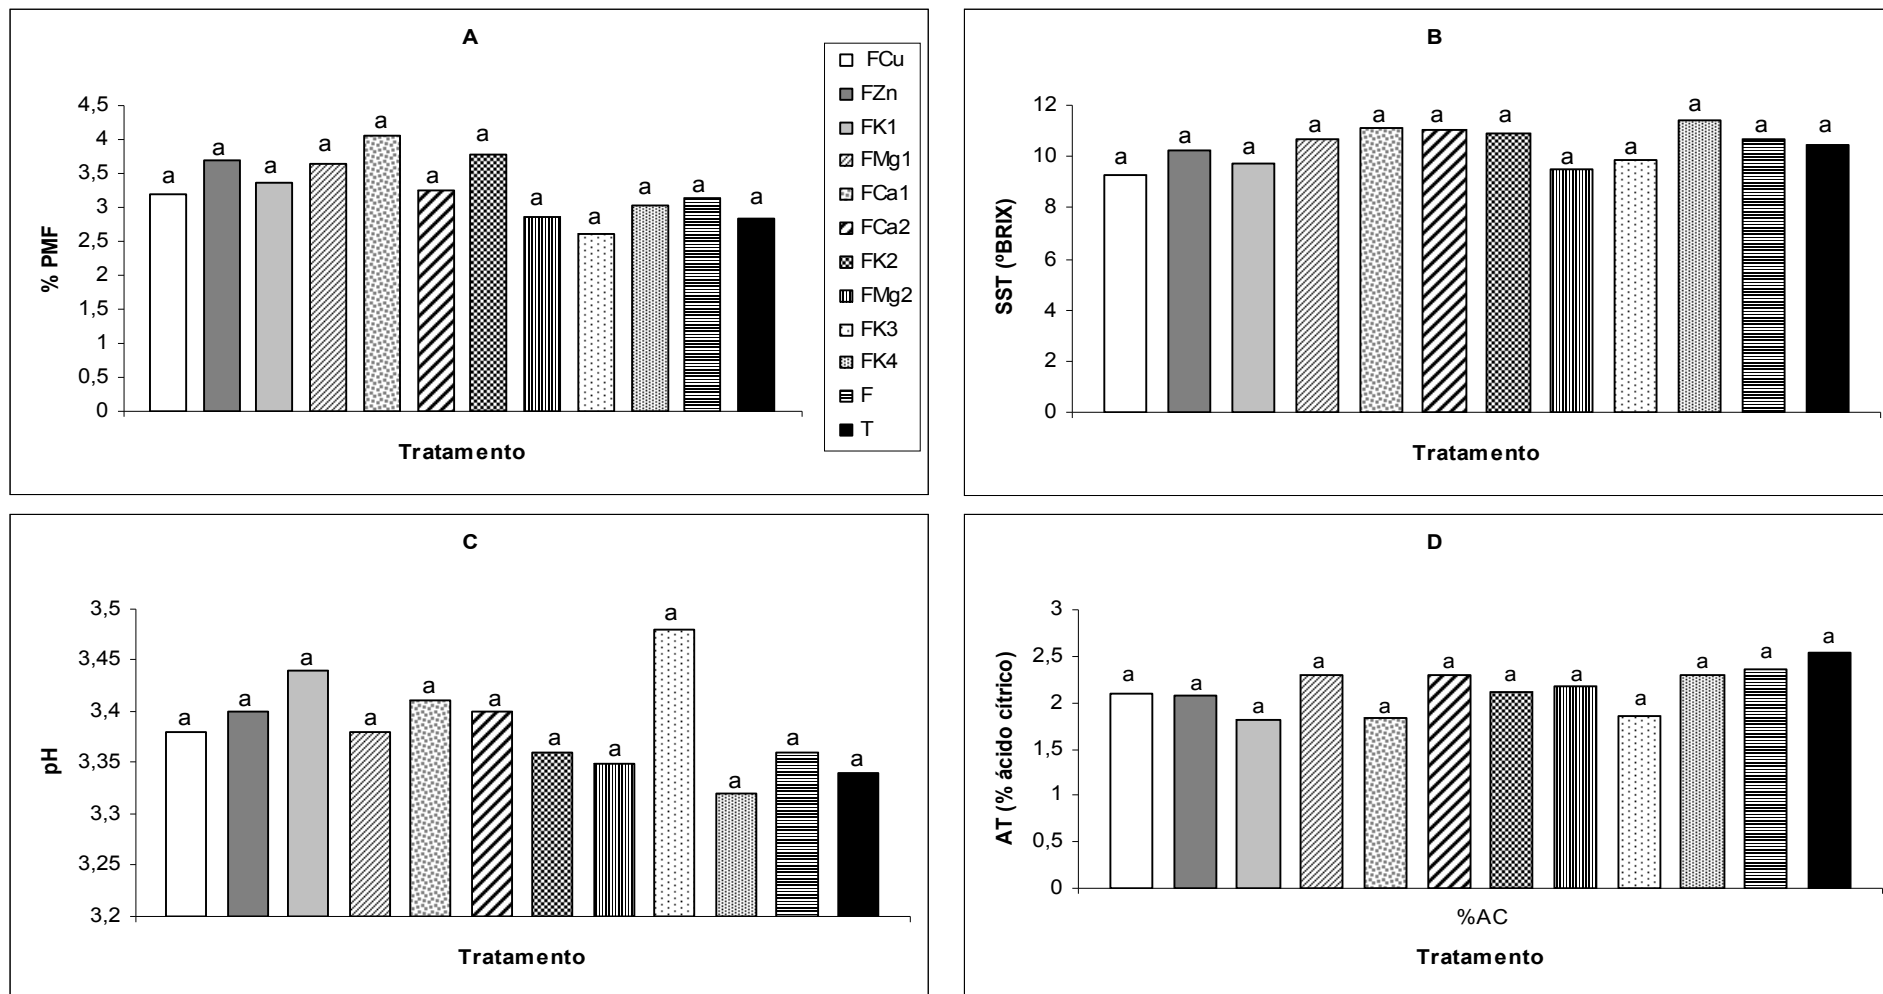 A
% PMF
4,5
4
3,5
3
2,5
2
1,5
1
0,5
0
a a a a a a a a a a a a
Tratamento
FCu
FZn
FK1
FMg1
FCa1
FCa2
FK2
FMg2
FK3
FK4
F
T
B
SST (ºBRIX)
12
10
8
6
4
2
0
a a a a a a a a a a a a
Tratamento
C
pH
3,5
3,45
3,4
3,35
3,3
3,25
3,2
a a a a a a a a a a a a
Tratamento
D
AT (% ácido cítrico)
3
2,5
2
1,5
1
0,5
0
a a a a a a a a a a a a
%AC
Tratamento